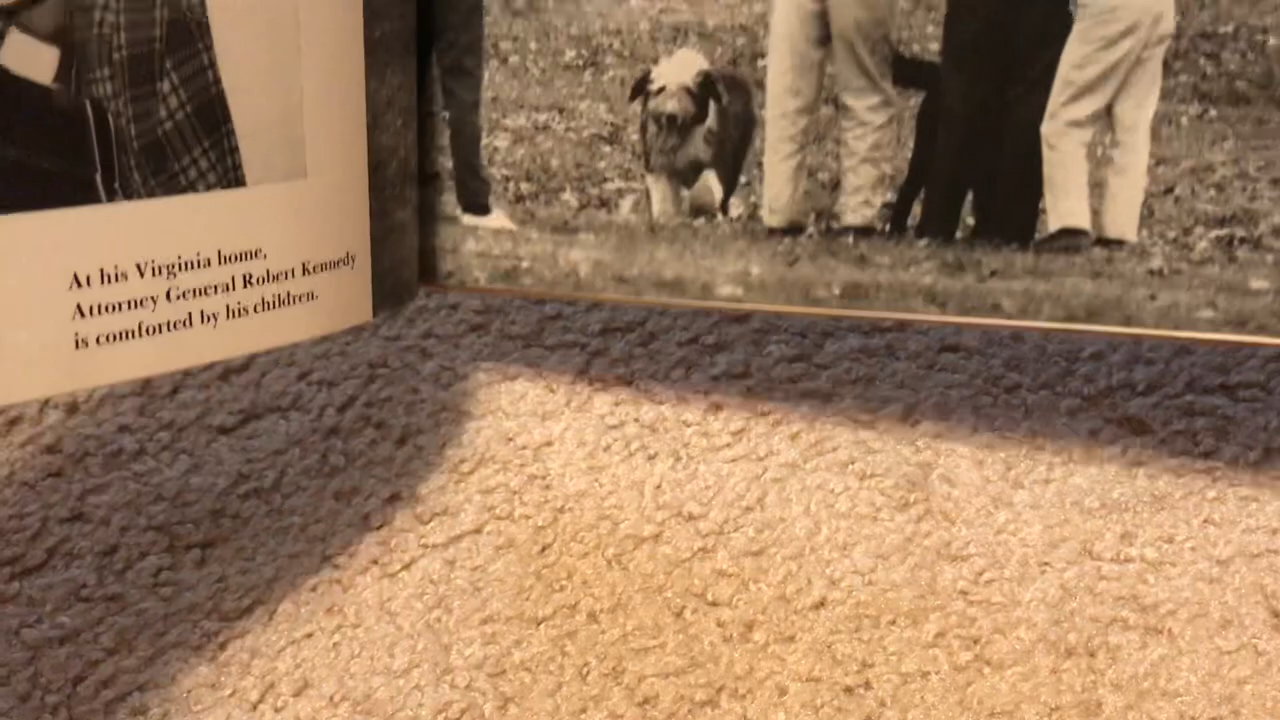 At his Virginia home,
Attorney General Robert Kennedy
is comforted by his children.